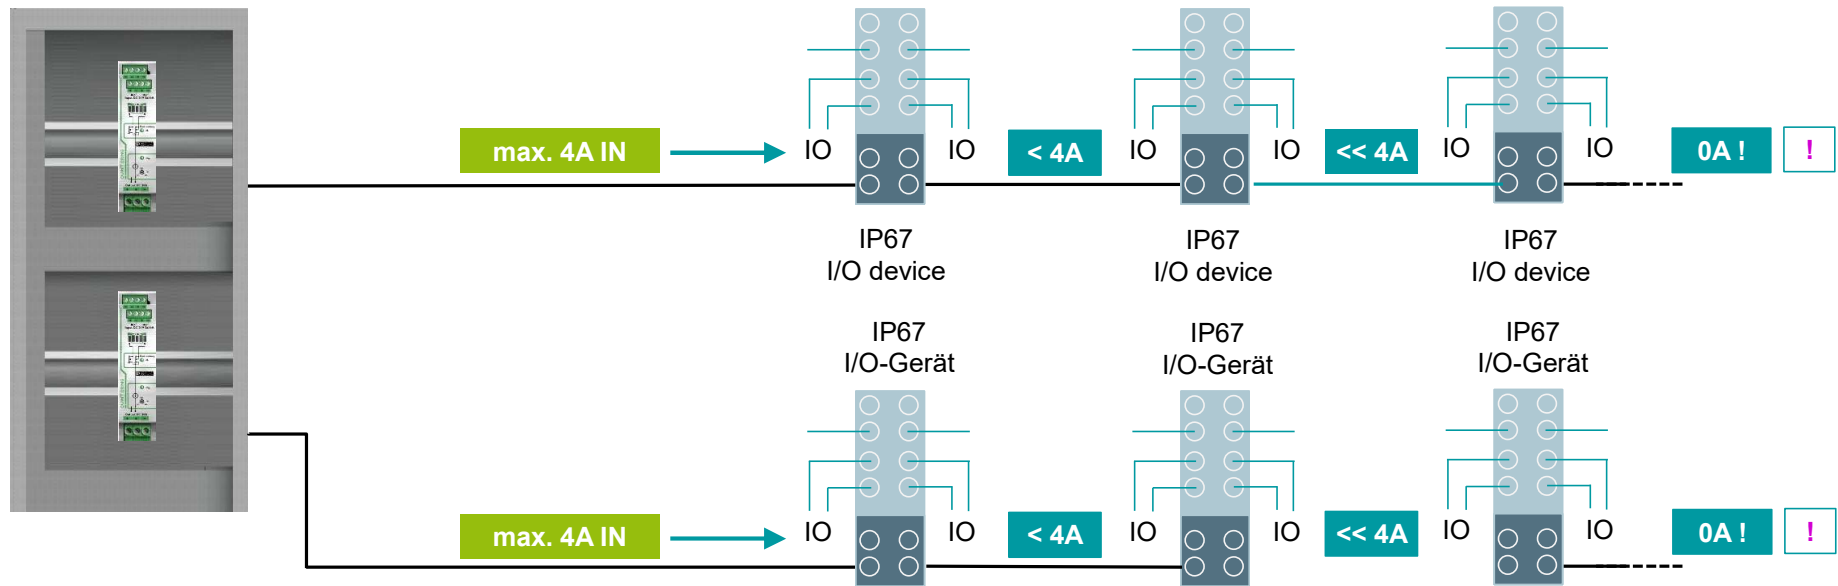 max. 4A IN
IO
IO
< 4A
IO
IO
<< 4A
IO
IO
0A !
!
IP67
I/O device
IP67
I/O device
IP67
I/O device
IP67
I/O-Gerät
IP67
I/O-Gerät
IP67
I/O-Gerät
max. 4A IN
IO
IO
< 4A
IO
IO
<< 4A
IO
IO
0A !
!